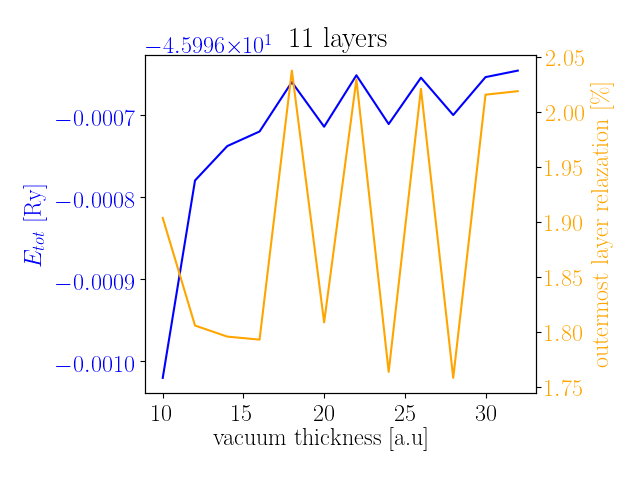 −4.5996×10¹ 11 layers
−0.0007
−0.0008
−0.0009
−0.0010
E_tot [Ry]
2.05
2.00
1.95
1.90
1.85
1.80
1.75
outermost layer relazation [%]
10 15 20 25 30
vacuum thickness [a.u]